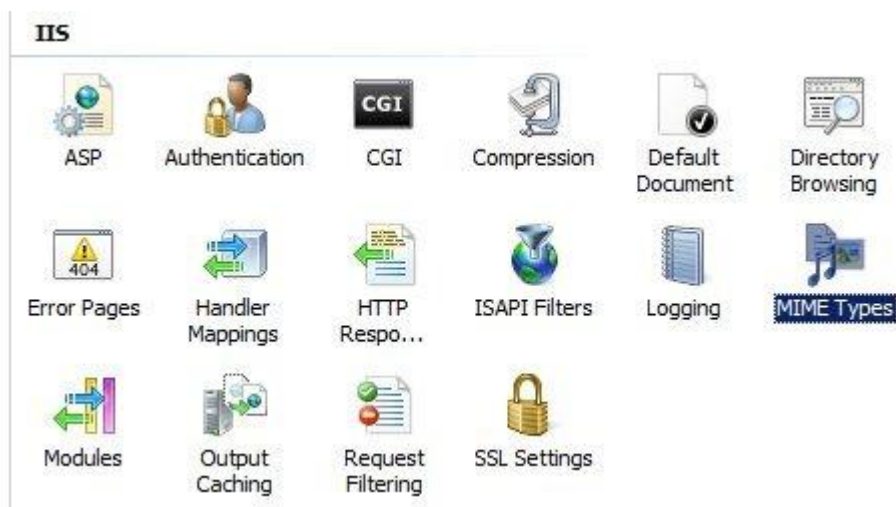 IIS
CGI
ASP
Authentication
CGI
Compression
Default
Document
Directory
Browsing
404
Error Pages
Handler
Mappings
HTTP
Respo...
ISAPI Filters
Logging
MIME Types
Modules
Output
Caching
Request
Filtering
SSL Settings